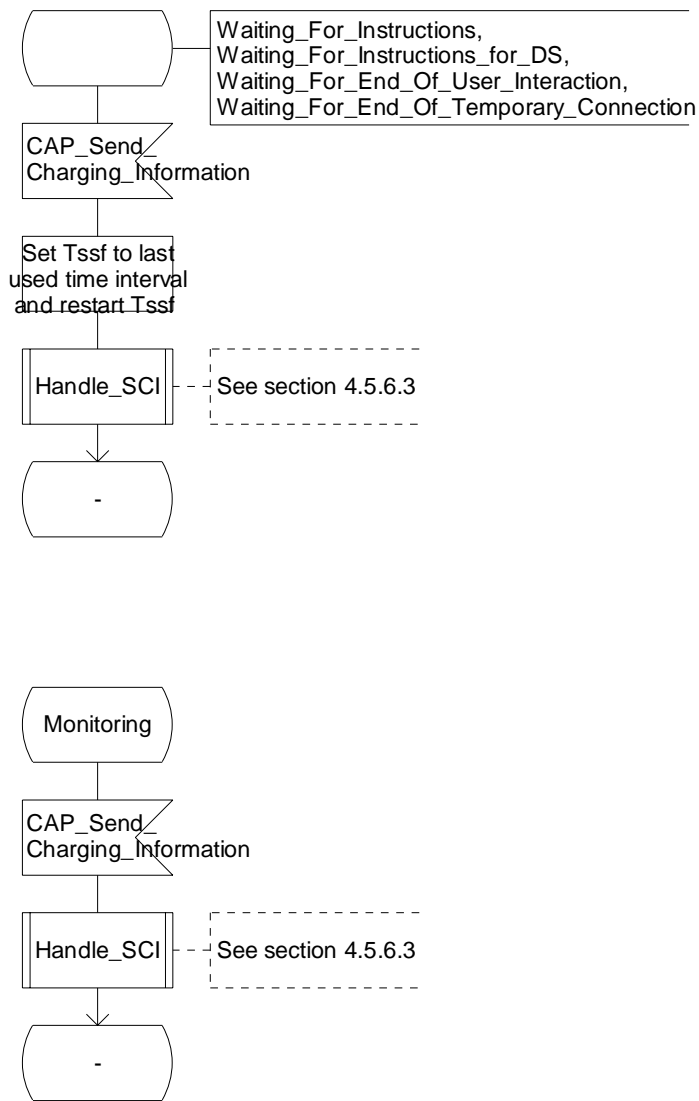 Waiting_For_Instructions,
Waiting_For_Instructions_for_DS,
Waiting_For_End_Of_User_Interaction,
Waiting_For_End_Of_Temporary_Connection
CAP_Send_
Charging_Information
Set Tssf to last
used time interval
and restart Tssf
Handle_SCI
See section 4.5.6.3
-
Monitoring
CAP_Send_
Charging_Information
Handle_SCI
See section 4.5.6.3
-